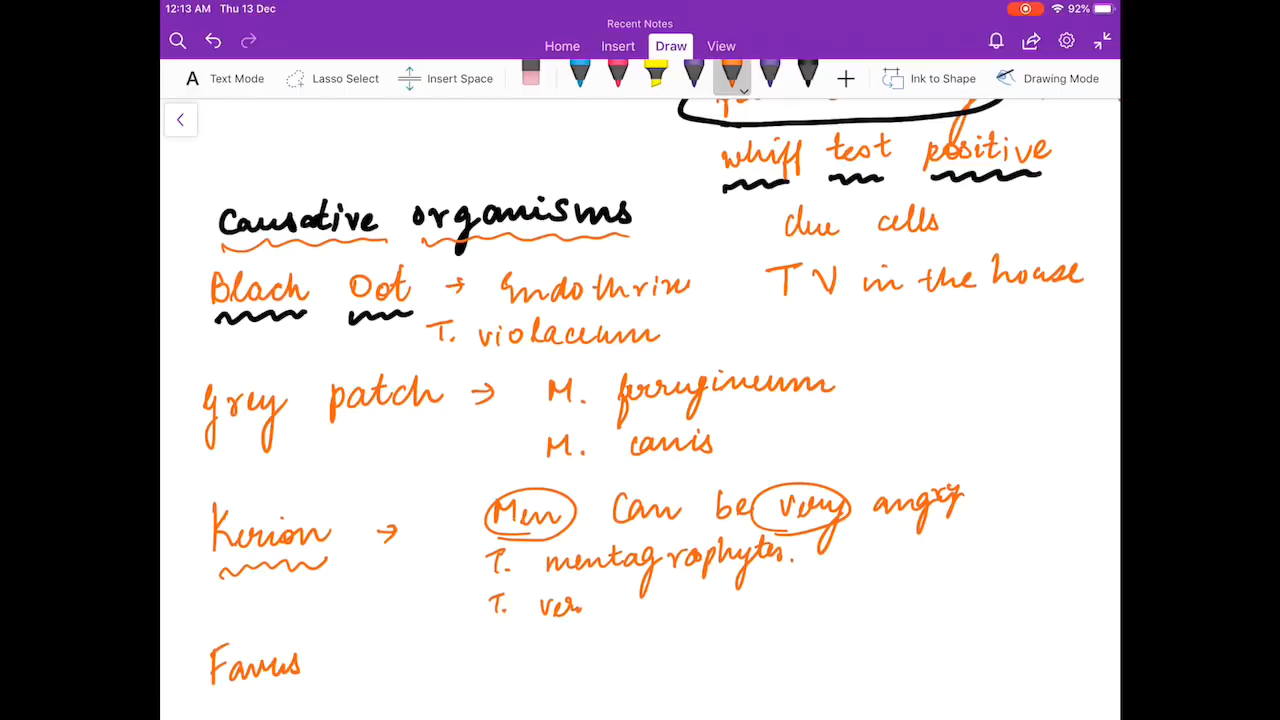 12:13 AM Thu 13 Dec
92%
Recent Notes
Home Insert Draw View
A Text Mode Lasso Select Insert Space Ink to Shape Drawing Mode
whiff test positive
clue cells
TV in the house
Causative organisms
Black Dot → Endothrix
T. violaceum
Grey patch → M. ferrugineum
M. canis
Kerion → Men can be very angry
T. mentagrophytes.
T. ver
Favus